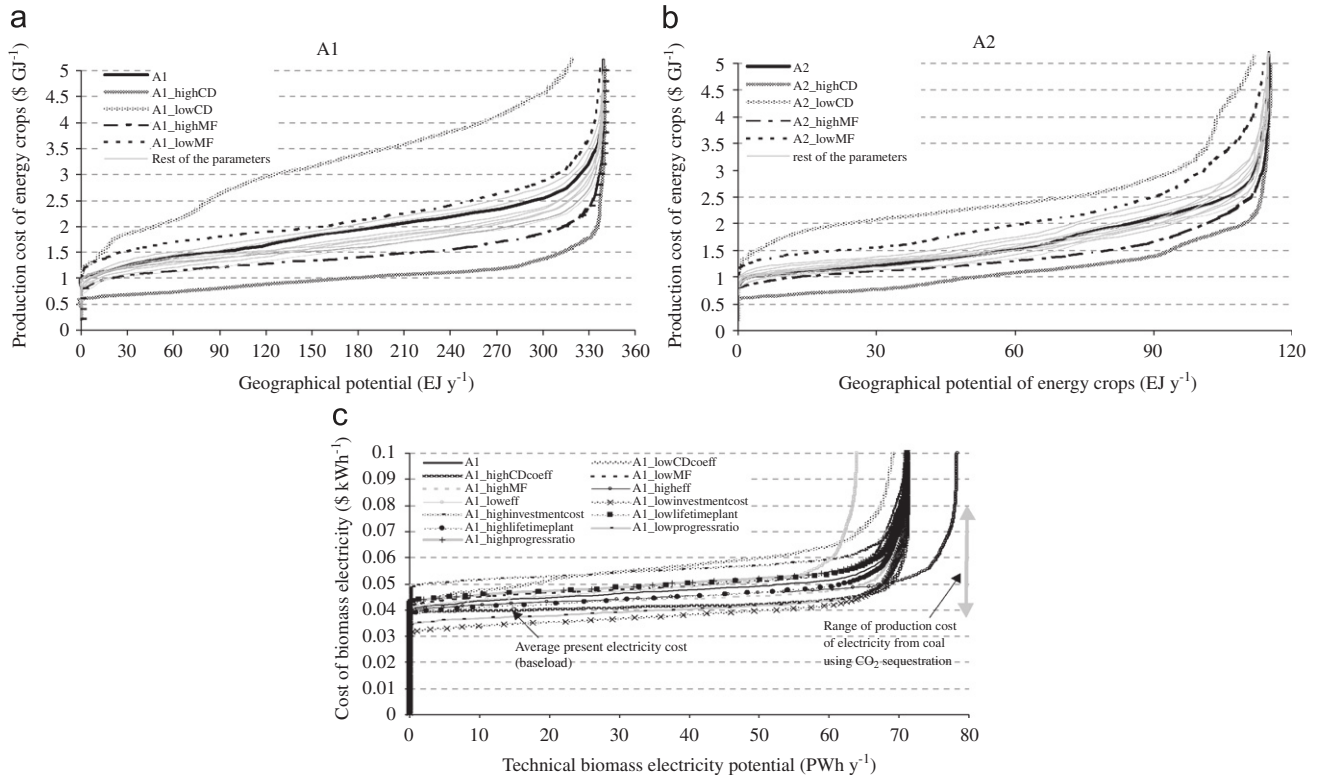 a
A1
Production cost of energy crops ($ GJ-1)
5
4.5
4
3.5
3
2.5
2
1.5
1
0.5
0
A1
A1_highCD
A1_lowCD
A1_highMF
A1_lowMF
Rest of the parameters
0 30 60 90 120 150 180 210 240 270 300 330 360
Geographical potential (EJ y-1)
b
A2
Production cost of energy crops ($ GJ-1)
5
4.5
4
3.5
3
2.5
2
1.5
1
0.5
0
A2
A2_highCD
A2_lowCD
A2_highMF
A2_lowMF
rest of the parameters
0 30 60 90 120
Geographical potential of energy crops (EJ y-1)
c
Cost of biomass electricity ($ kWh-1)
0.1
0.09
0.08
0.07
0.06
0.05
0.04
0.03
0.02
0.01
0
A1 A1_lowCDcoeff
A1_highCDcoeff A1_lowMF
A1_highMF A1_higheff
A1_loweff A1_lowinvestmentcost
A1_highinvestmentcost A1_lowlifetimeplant
A1_highlifetimeplant A1_lowprogressratio
A1_highprogressratio
Average present electricity cost
(baseload)
Range of production cost
of electricity from coal
using CO2 sequestration
0 10 20 30 40 50 60 70 80
Technical biomass electricity potential (PWh y-1)